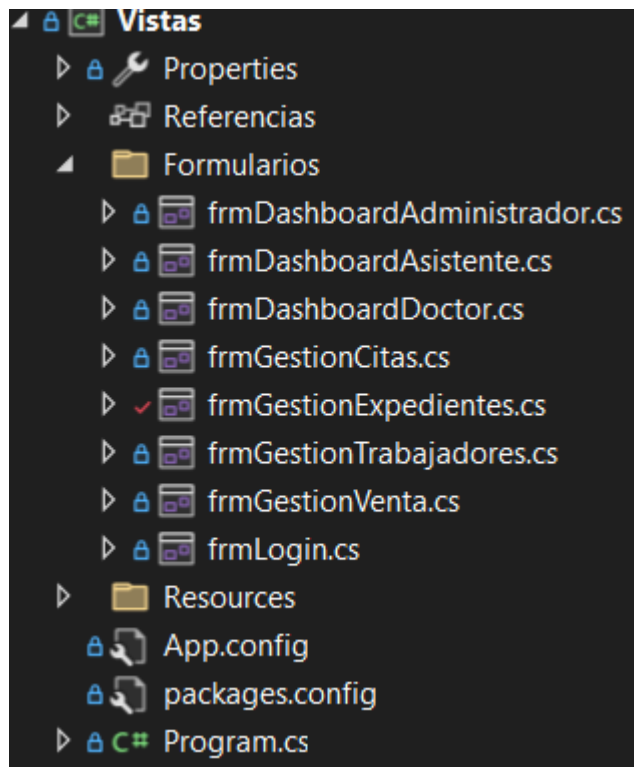 C# Vistas
Properties
Referencias
Formularios
frmDashboardAdministrador.cs
frmDashboardAsistente.cs
frmDashboardDoctor.cs
frmGestionCitas.cs
frmGestionExpedientes.cs
frmGestionTrabajadores.cs
frmGestionVenta.cs
frmLogin.cs
Resources
App.config
packages.config
C# Program.cs